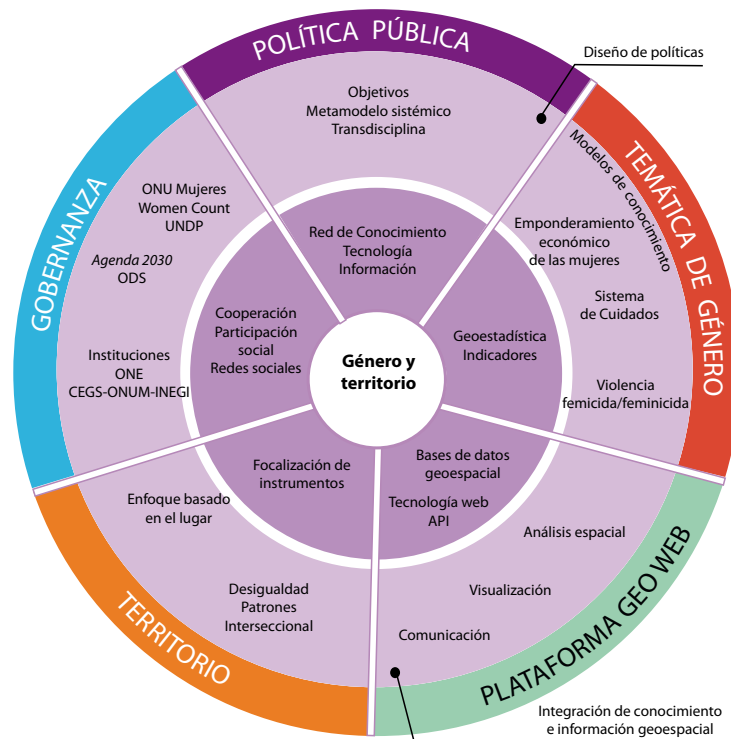 POLÍTICA PÚBLICA
Diseño de políticas
Objetivos
Metamodelo sistémico
Transdisciplina
Red de Conocimiento
Tecnología
Información
TEMÁTICA DE GÉNERO
Modelos de conocimiento
Emponderamiento
económico
de las mujeres
Sistema
de Cuidados
Violencia
femicida/feminicida
Geoestadística
Indicadores
GOBERNANZA
ONU Mujeres
Women Count
UNDP
Agenda 2030
ODS
Instituciones
ONE
CEGS-ONUM-INEGI
Cooperación
Participación
social
Redes sociales
Género y
territorio
TERRITORIO
Enfoque basado
en el lugar
Desigualdad
Patrones
Interseccional
Focalización de
instrumentos
PLATAFORMA GEO WEB
Bases de datos
geoespacial
Tecnología web
API
Análisis espacial
Visualización
Comunicación
Integración de conocimiento
e información geoespacial